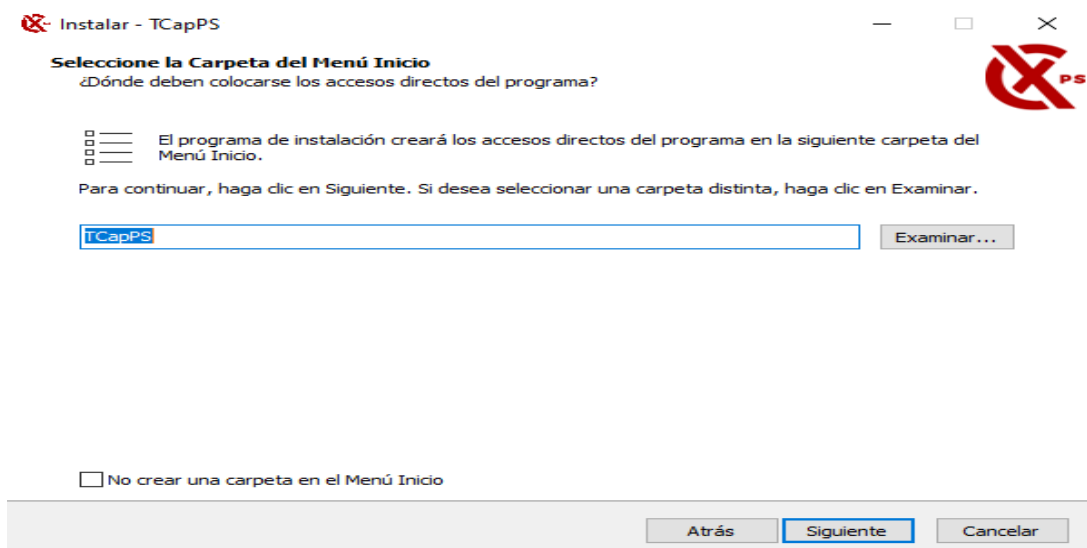 Instalar - TCapPS
Seleccione la Carpeta del Menú Inicio
¿Dónde deben colocarse los accesos directos del programa?
PS
El programa de instalación creará los accesos directos del programa en la siguiente carpeta del
Menú Inicio.
Para continuar, haga clic en Siguiente. Si desea seleccionar una carpeta distinta, haga clic en Examinar.
TCapPS
Examinar...
No crear una carpeta en el Menú Inicio
Atrás
Siguiente
Cancelar